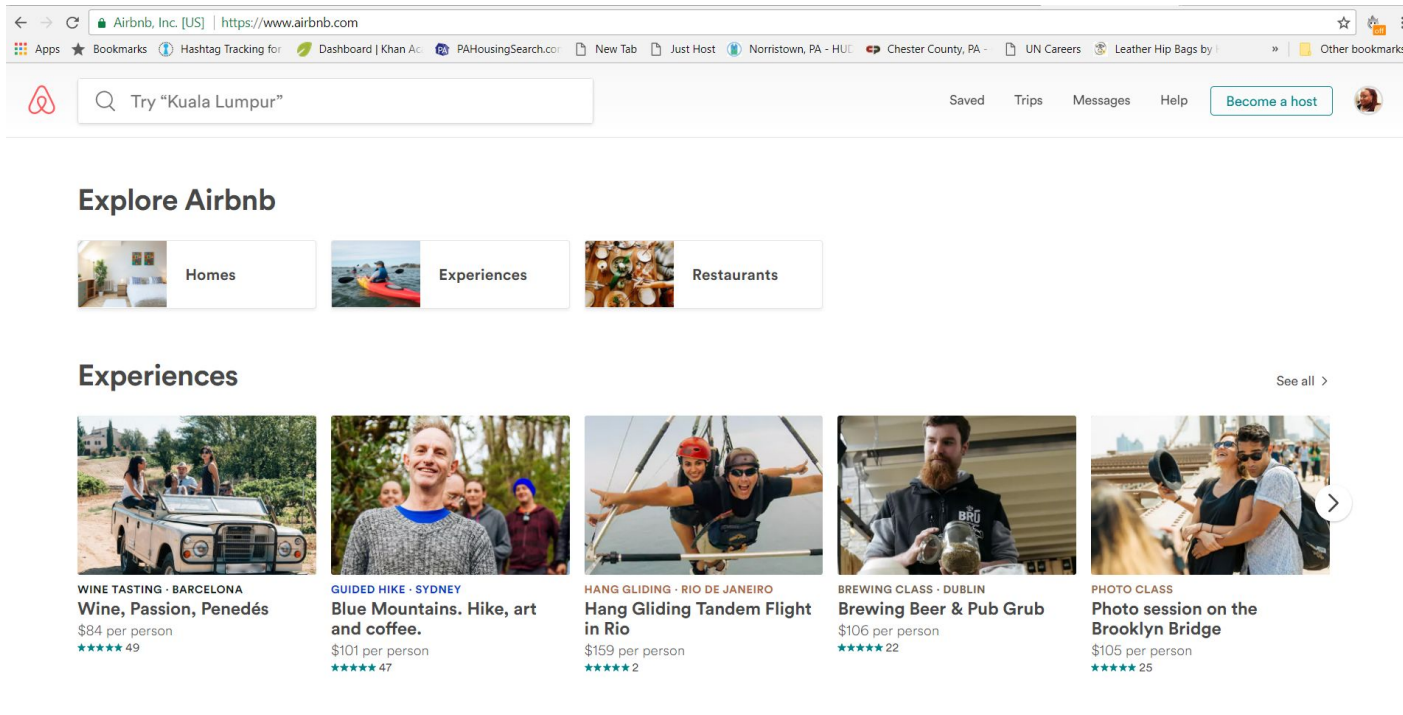 Airbnb, Inc. [US] | https://www.airbnb.com
Apps Bookmarks Hashtag Tracking for Dashboard | Khan Ac PAHousingSearch.com New Tab Just Host Norristown, PA - HUD Chester County, PA - UN Careers Leather Hip Bags by » Other bookmarks
off
Try “Kuala Lumpur”
Saved Trips Messages Help Become a host
Explore Airbnb
Homes Experiences Restaurants
Experiences
See all >
BRÚ
WINE TASTING · BARCELONA
Wine, Passion, Penedés
$84 per person
★★★★★ 49
GUIDED HIKE · SYDNEY
Blue Mountains. Hike, art
and coffee.
$101 per person
★★★★★ 47
HANG GLIDING · RIO DE JANEIRO
Hang Gliding Tandem Flight
in Rio
$159 per person
★★★★★ 2
BREWING CLASS · DUBLIN
Brewing Beer & Pub Grub
$106 per person
★★★★★ 22
PHOTO CLASS
Photo session on the
Brooklyn Bridge
$105 per person
★★★★★ 25